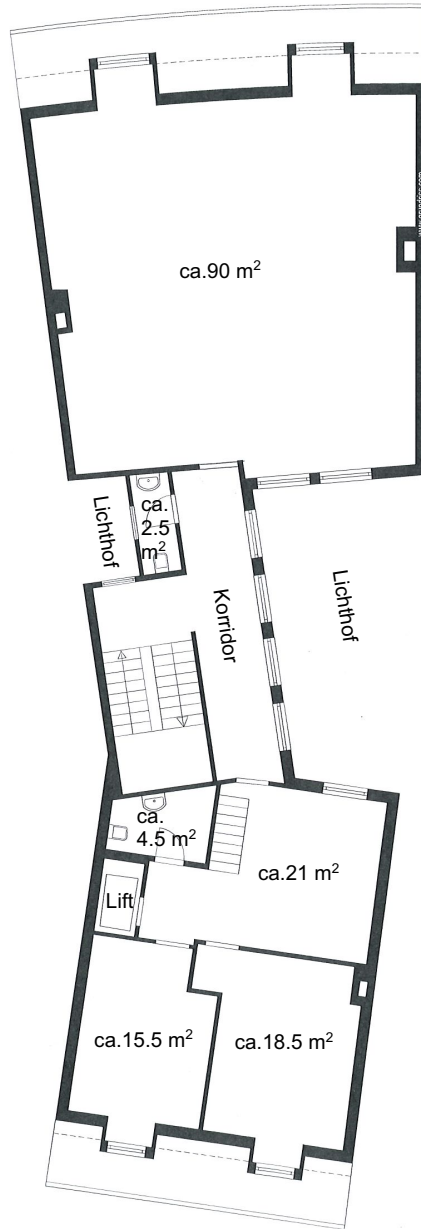 ca.90 m²
Lichthof
ca.
2.5
m²
Korridor
Lichthof
ca.
4.5 m²
ca.21 m²
Lift
ca.15.5 m²
ca.18.5 m²